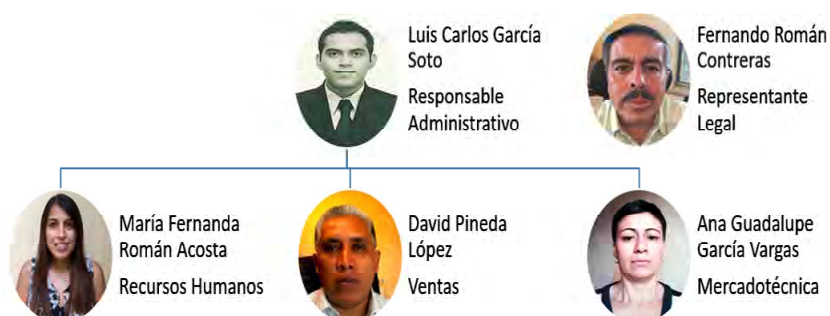 Luis Carlos García
Soto
Responsable
Administrativo
Fernando Román
Contreras
Representante
Legal
María Fernanda
Román Acosta
Recursos Humanos
David Pineda
López
Ventas
Ana Guadalupe
García Vargas
Mercadotécnica